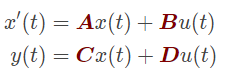 x′(t) = Ax(t) + Bu(t)
y(t) = Cx(t) + Du(t)